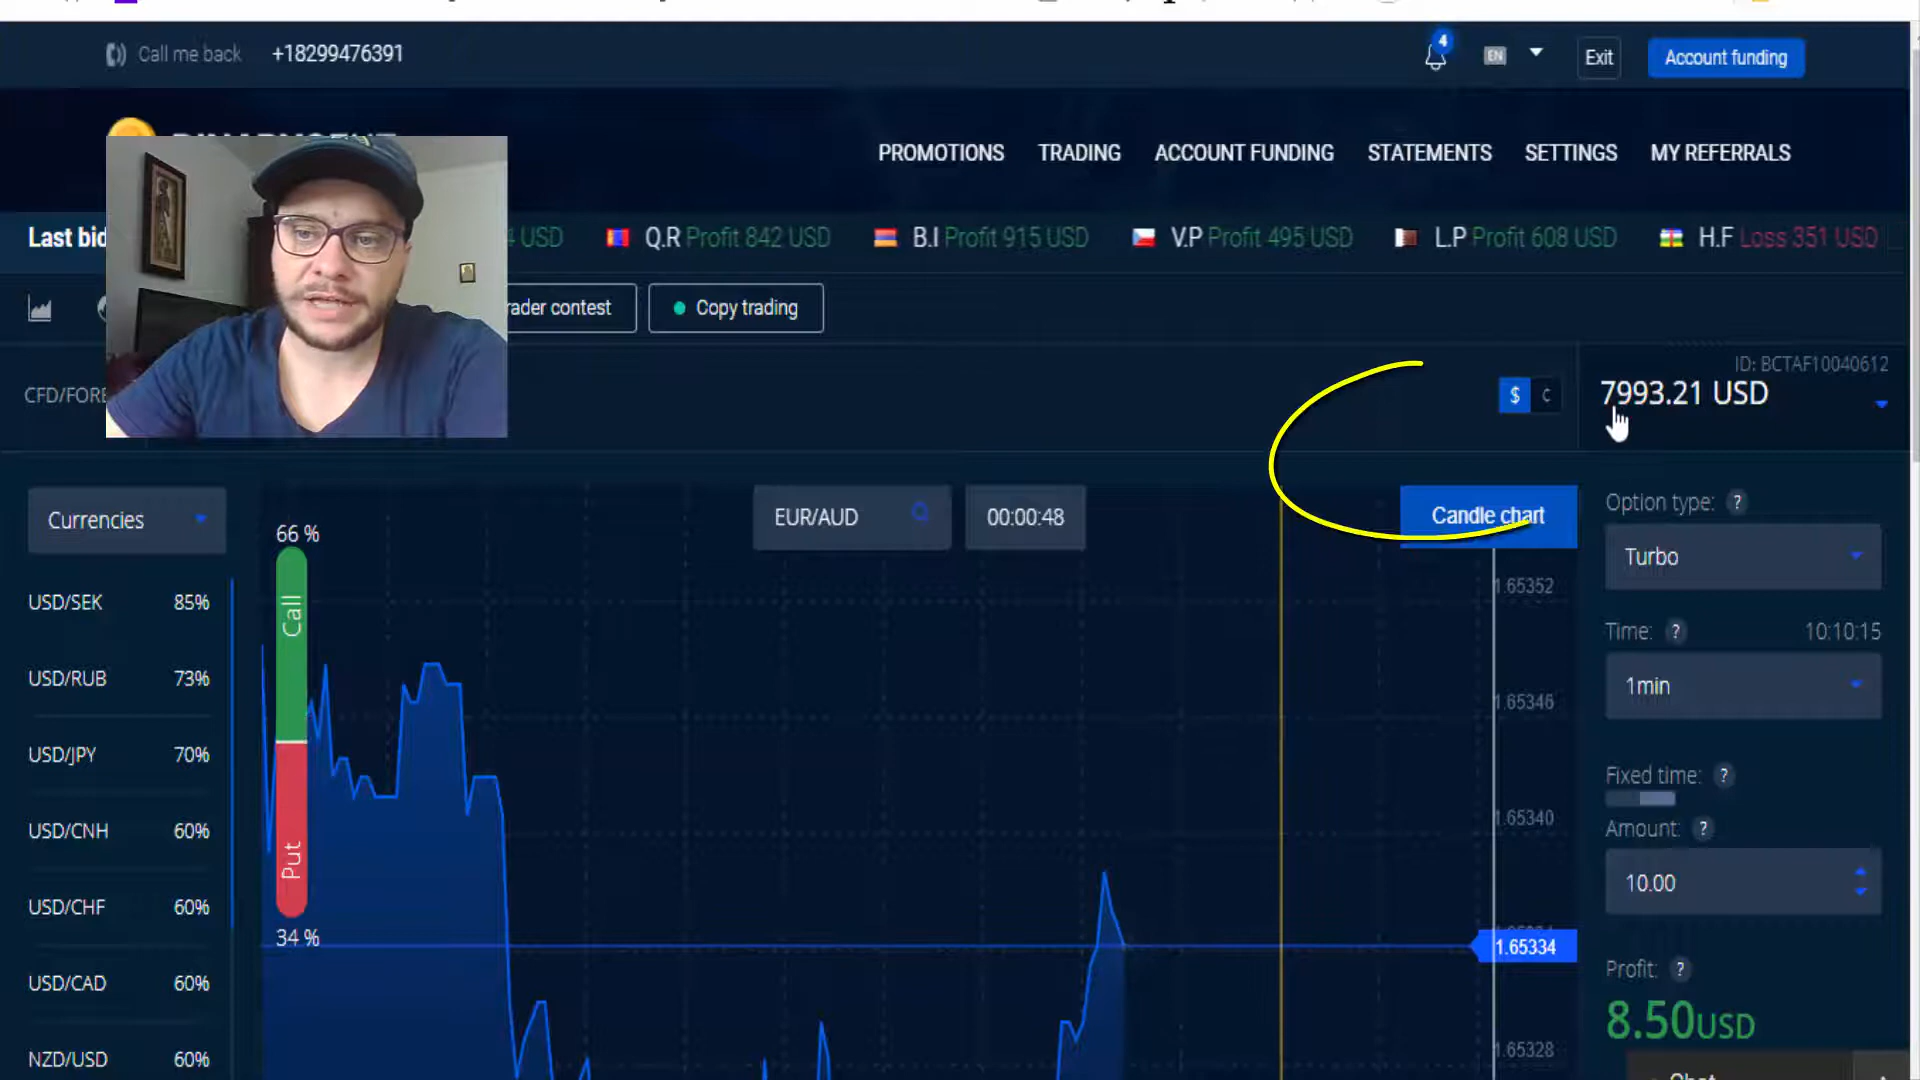 Call me back +18299476391
4
EN
Exit
Account funding
PROMOTIONS TRADING ACCOUNT FUNDING STATEMENTS SETTINGS MY REFERRALS
Last bid 4 USD Q.R Profit 842 USD B.I Profit 915 USD V.P Profit 495 USD L.P Profit 608 USD H.F Loss 351 USD
rader contest
Copy trading
ID: BCTAF10040612
CFD/FORE
$ C
7993.21 USD
Currencies
EUR/AUD
00:00:48
Candle chart
Option type: ?
Turbo
66 %
Call
Put
34 %
USD/SEK 85%
USD/RUB 73%
USD/JPY 70%
USD/CNH 60%
USD/CHF 60%
USD/CAD 60%
NZD/USD 60%
1.65352
1.65346
1.65340
1.65334
1.65328
Time: ? 10:10:15
1min
Fixed time: ?
Amount: ?
10.00
Profit: ?
8.50USD